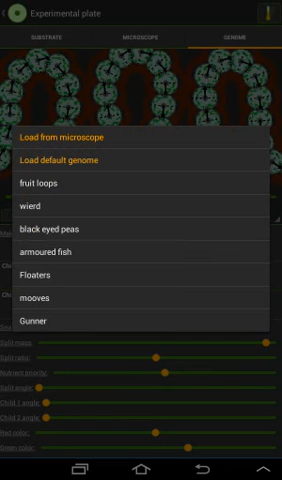 Experimental plate
SUBSTRATE MICROSCOPE GENOME
Load from microscope
Load default genome
fruit loops
wierd
black eyed peas
armoured fish
Floaters
mooves
Gunner
Split mass:
Split ratio:
Nutrient priority:
Split angle:
Child 1 angle:
Child 2 angle:
Red color:
Green color: